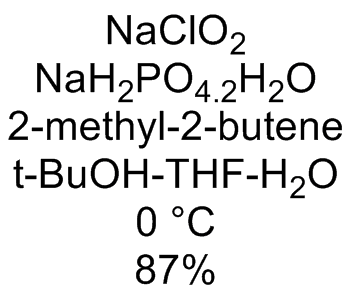 NaClO₂
NaH₂PO₄.₂H₂O
2-methyl-2-butene
t-BuOH-THF-H₂O
0 °C
87%